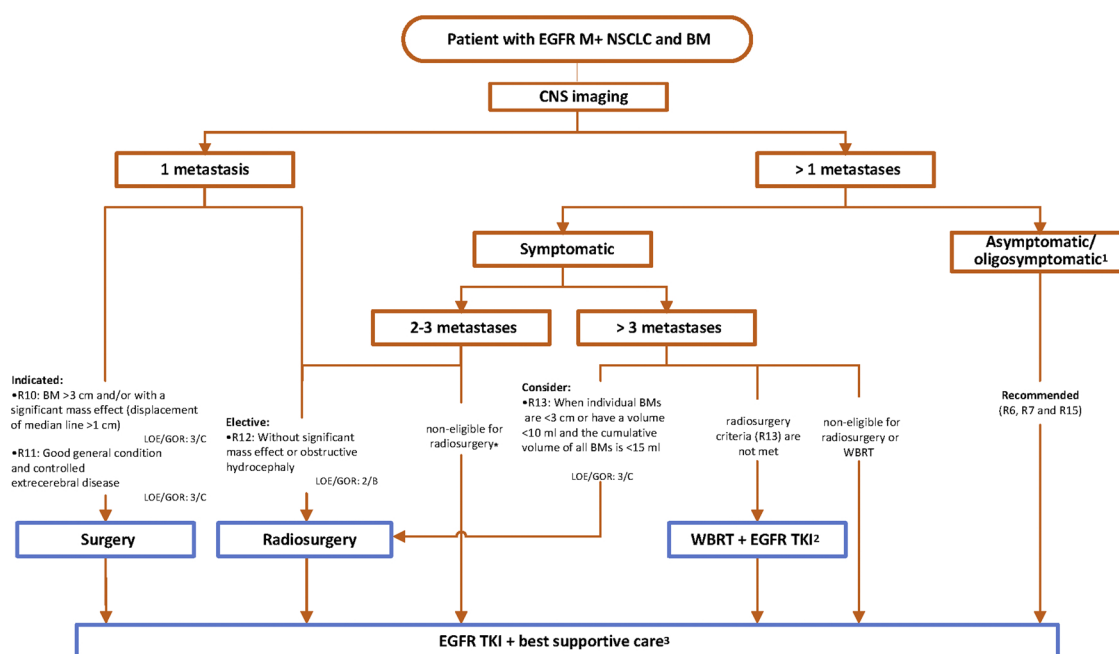 Patient with EGFR M+ NSCLC and BM
CNS imaging
1 metastasis
> 1 metastases
Symptomatic
Asymptomatic/
oligosymptomatic¹
2-3 metastases
> 3 metastases
Indicated:
•R10: BM >3 cm and/or with a
significant mass effect (displacement
of median line >1 cm)
LOE/GOR: 3/C
•R11: Good general condition
and controlled
extrecerebral disease
LOE/GOR: 3/C
Elective:
•R12: Without significant
mass effect or obstructive
hydrocephaly
LOE/GOR: 2/B
non-eligible for
radiosurgery*
Consider:
•R13: When individual BMs
are <3 cm or have a volume
<10 ml and the cumulative
volume of all BMs is <15 ml
LOE/GOR: 3/C
radiosurgery
criteria (R13) are
not met
non-eligible for
radiosurgery or
WBRT
Recommended
(R6, R7 and R15)
Surgery
Radiosurgery
WBRT + EGFR TKI²
EGFR TKI + best supportive care³